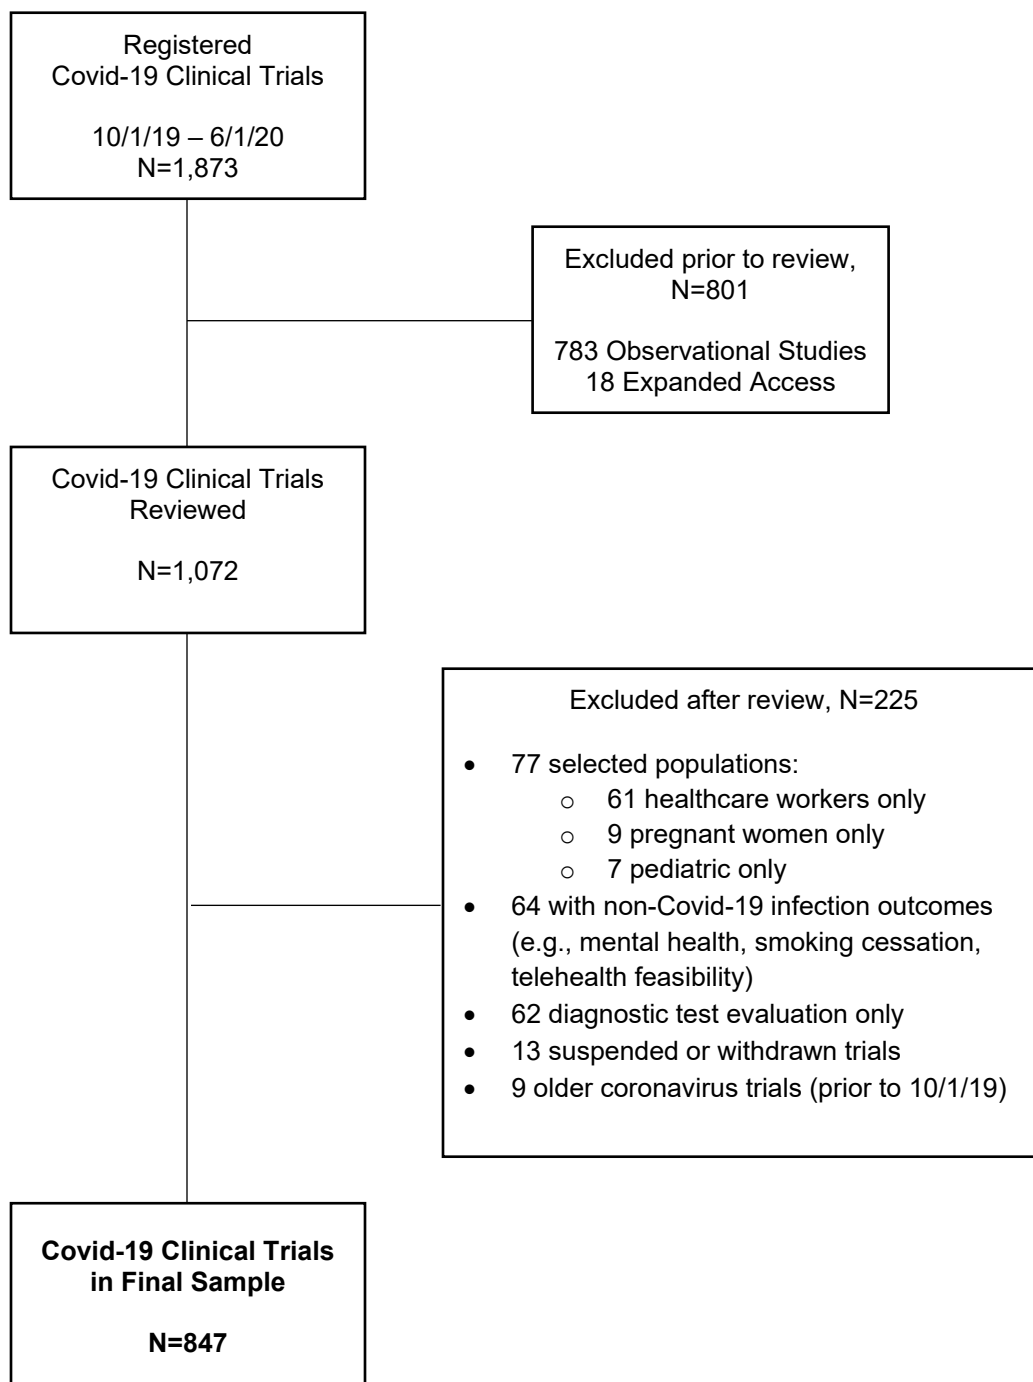 Registered
Covid-19 Clinical Trials
10/1/19 – 6/1/20
N=1,873
Excluded prior to review,
N=801
783 Observational Studies
18 Expanded Access
Covid-19 Clinical Trials
Reviewed
N=1,072
Excluded after review, N=225
• 77 selected populations:
o 61 healthcare workers only
o 9 pregnant women only
o 7 pediatric only
• 64 with non-Covid-19 infection outcomes
(e.g., mental health, smoking cessation,
telehealth feasibility)
• 62 diagnostic test evaluation only
• 13 suspended or withdrawn trials
• 9 older coronavirus trials (prior to 10/1/19)
Covid-19 Clinical Trials
in Final Sample
N=847